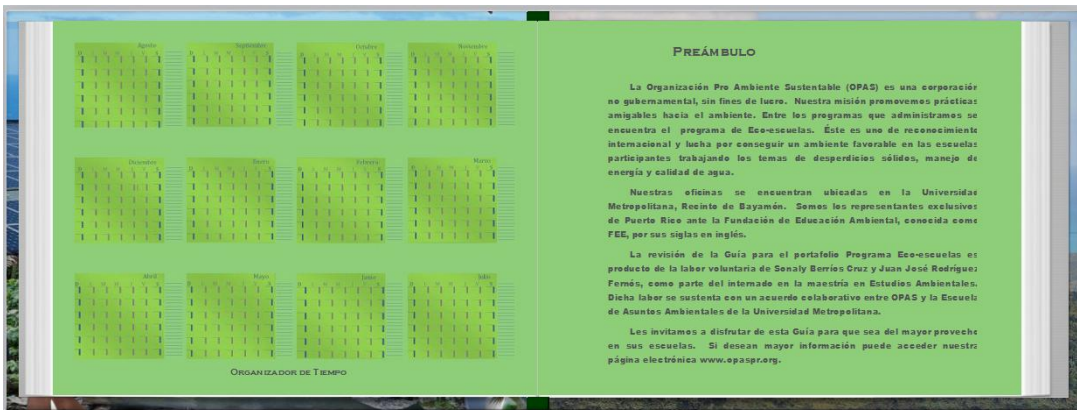 Agosto
Septiembre
Octubre
Noviembre
Diciembre
Enero
Febrero
Marzo
Abril
Mayo
Junio
Julio
ORGANIZADOR DE TIEMPO
PREÁMBULO
La Organización Pro Ambiente Sustentable (OPAS) es una corporación
no gubernamental, sin fines de lucro. Nuestra misión promovemos prácticas
amigables hacia el ambiente. Entre los programas que administramos se
encuentra el programa de Eco-escuelas. Éste es uno de reconocimiento
internacional y lucha por conseguir un ambiente favorable en las escuelas
participantes trabajando los temas de desperdicios sólidos, manejo de
energía y calidad de agua.
Nuestras oficinas se encuentran ubicadas en la Universidad
Metropolitana, Recinto de Bayamón. Somos los representantes exclusivos
de Puerto Rico ante la Fundación de Educación Ambiental, conocida como
FEE, por sus siglas en inglés.
La revisión de la Guía para el portafolio Programa Eco-escuelas es
producto de la labor voluntaria de Sonaly Berríos Cruz y Juan José Rodríguez
Fernós, como parte del internado en la maestría en Estudios Ambientales.
Dicha labor se sustenta con un acuerdo colaborativo entre OPAS y la Escuela
de Asuntos Ambientales de la Universidad Metropolitana.
Les invitamos a disfrutar de esta Guía para que sea del mayor provecho
en sus escuelas. Si desean mayor información puede acceder nuestra
página electrónica www.opaspr.org.